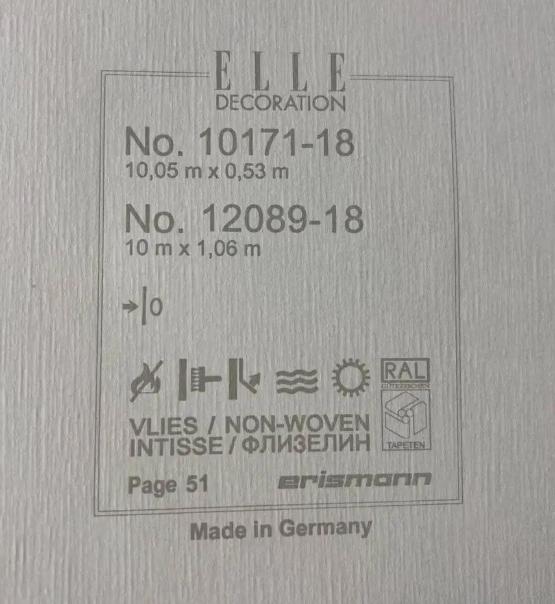 ELLE
DECORATION
No. 10171-18
10,05 m x 0,53 m
No. 12089-18
10 m x 1,06 m
0
RAL
GÜTEZEICHEN
TAPETEN
VLIES / NON-WOVEN
INTISSE / ФЛИЗЕЛИН
Page 51
erismann
Made in Germany